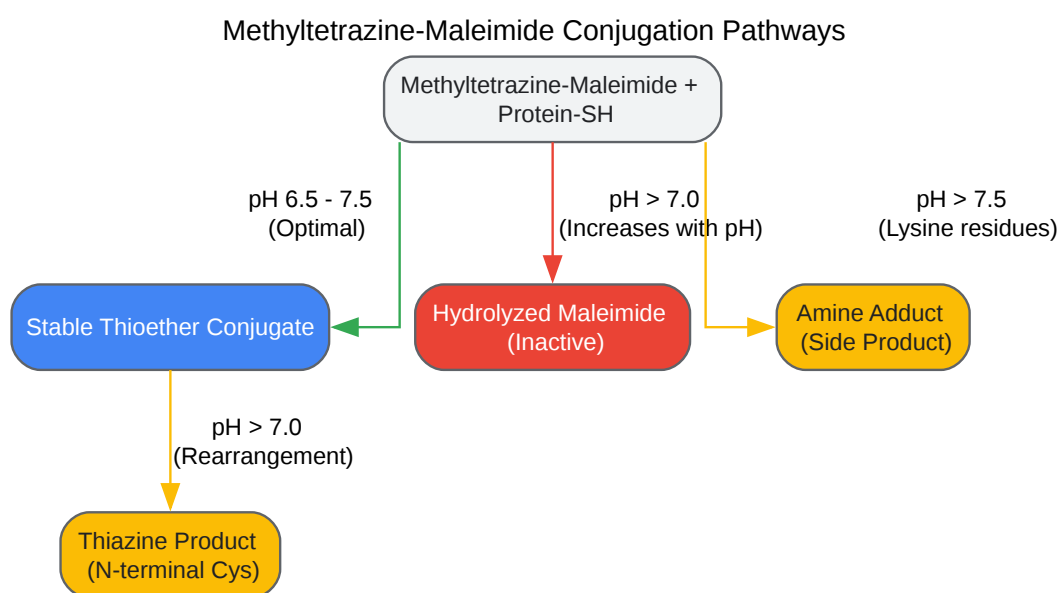 Methyltetrazine-Maleimide Conjugation Pathways
Methyltetrazine-Maleimide +
Protein-SH
pH 6.5 - 7.5
(Optimal)
pH > 7.0
(Increases with pH)
pH > 7.5
(Lysine residues)
Stable Thioether Conjugate
Hydrolyzed Maleimide
(Inactive)
Amine Adduct
(Side Product)
pH > 7.0
(Rearrangement)
Thiazine Product
(N-terminal Cys)